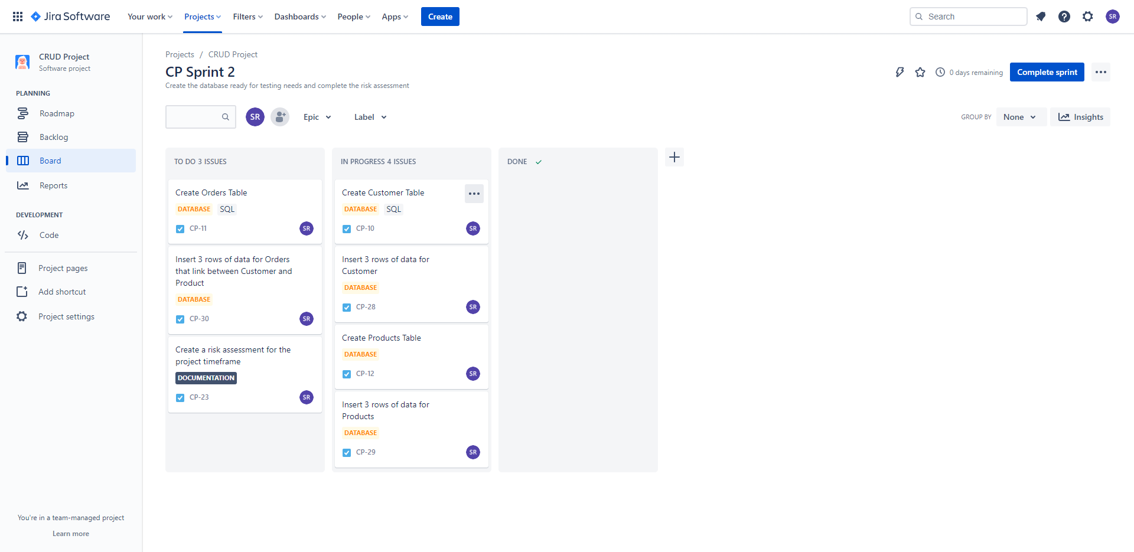 Jira Software
Your work
Projects
Filters
Dashboards
People
Apps
Create
Search
SR
CRUD Project
Software project
PLANNING
Roadmap
Backlog
Board
Reports
DEVELOPMENT
Code
Project pages
Add shortcut
Project settings
You're in a team-managed project
Learn more
Projects / CRUD Project
CP Sprint 2
Create the database ready for testing needs and complete the risk assessment
0 days remaining
Complete sprint
SR
Epic
Label
GROUP BY
None
Insights
TO DO 3 ISSUES
Create Orders Table
DATABASE SQL
CP-11
SR
Insert 3 rows of data for Orders
that link between Customer and
Product
DATABASE
CP-30
SR
Create a risk assessment for the
project timeframe
DOCUMENTATION
CP-23
SR
IN PROGRESS 4 ISSUES
Create Customer Table
DATABASE SQL
CP-10
SR
Insert 3 rows of data for
Customer
DATABASE
CP-28
SR
Create Products Table
DATABASE
CP-12
SR
Insert 3 rows of data for
Products
DATABASE
CP-29
SR
DONE